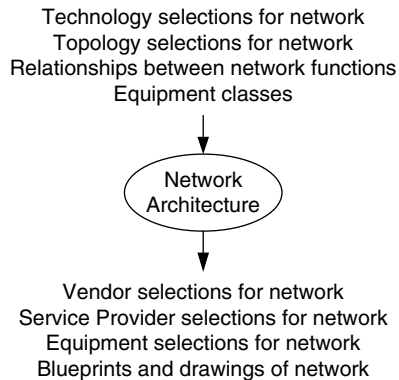 Technology selections for network
Topology selections for network
Relationships between network functions
Equipment classes
Network
Architecture
Vendor selections for network
Service Provider selections for network
Equipment selections for network
Blueprints and drawings of network